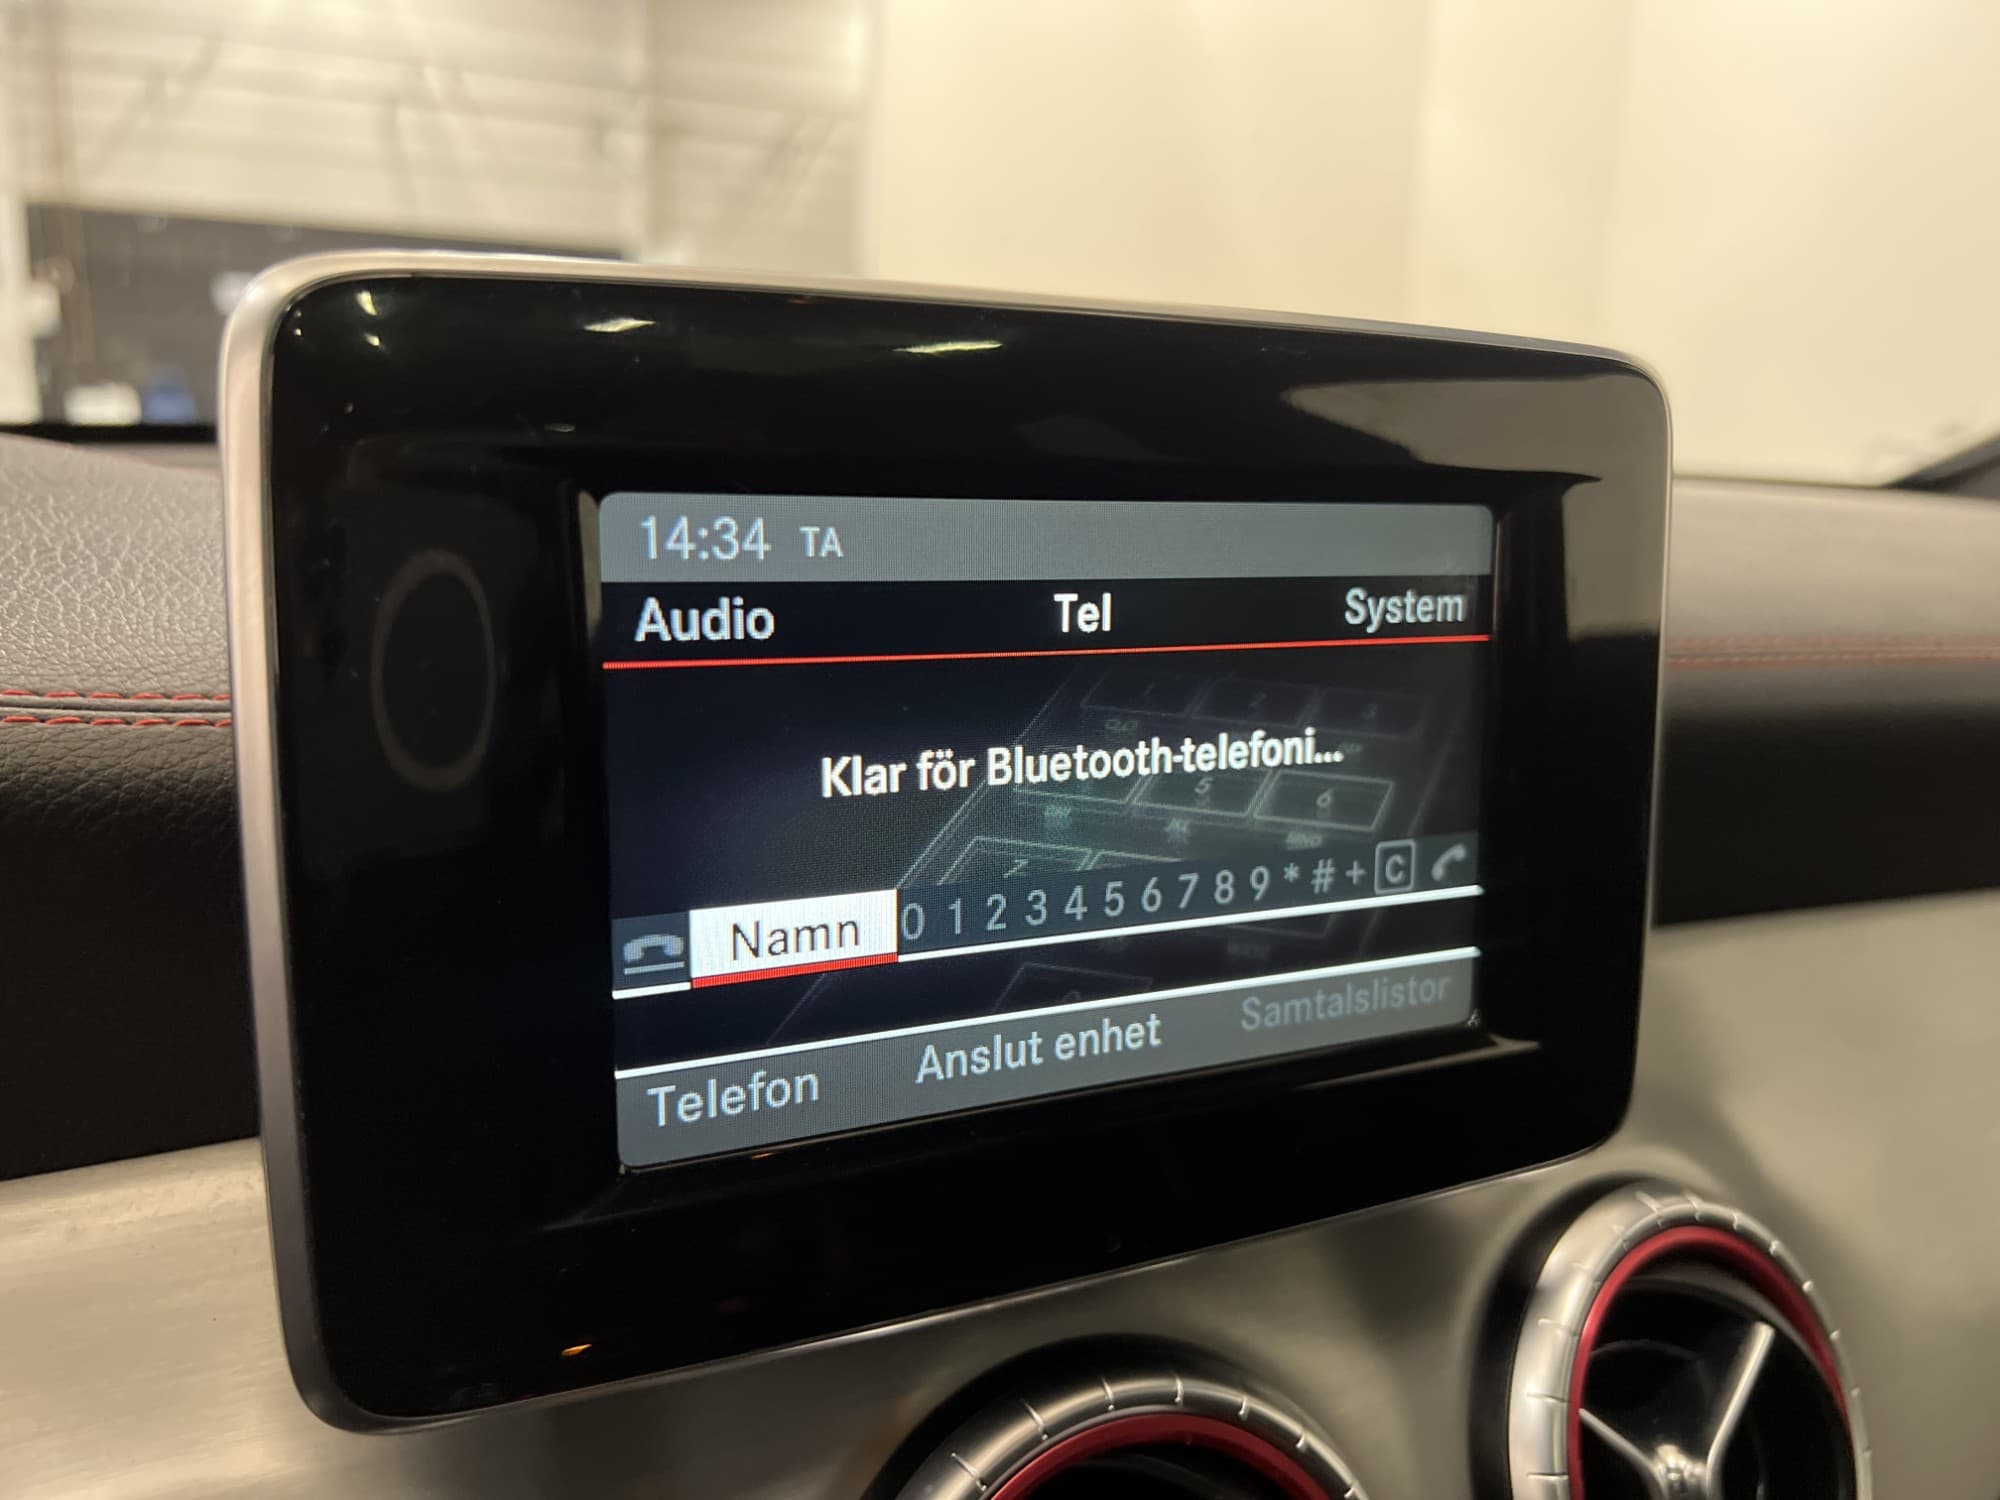 14:34 TA
Audio Tel System
Klar för Bluetooth-telefoni...
Namn 0 1 2 3 4 5 6 7 8 9 * # + C
Telefon Anslut enhet Samtalslistor